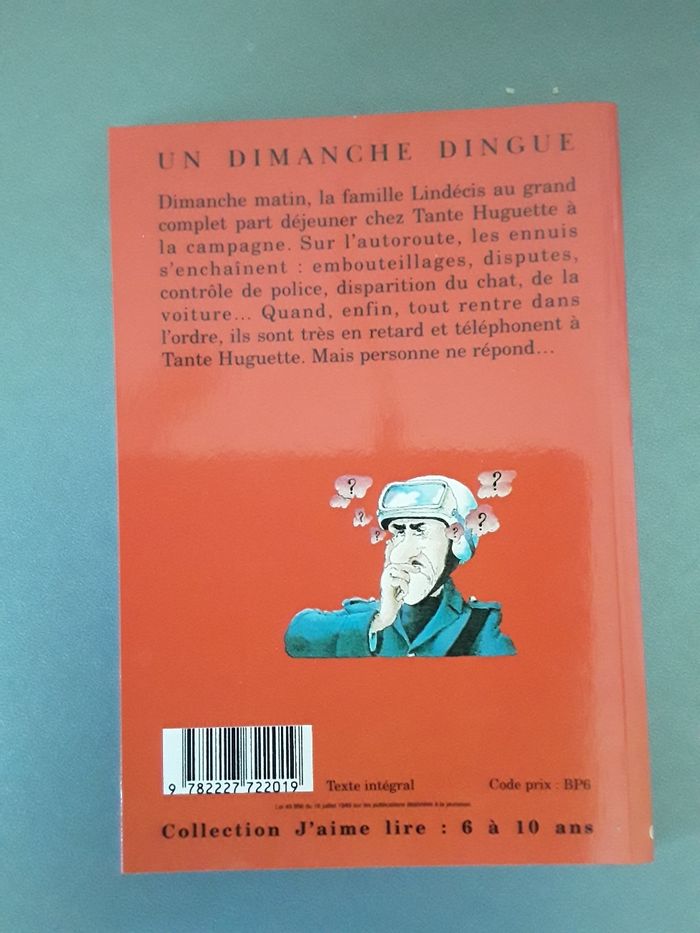 UN DIMANCHE DINGUE
Dimanche matin, la famille Lindécis au grand
complet part déjeuner chez Tante Huguette à
la campagne. Sur l'autoroute, les ennuis
s'enchaînent : embouteillages, disputes,
contrôle de police, disparition du chat, de la
voiture... Quand, enfin, tout rentre dans
l'ordre, ils sont très en retard et téléphonent à
Tante Huguette. Mais personne ne répond...
? ? ? ? ? ?
9 782227 722019
Texte intégral
Code prix : BP6
Loi 49 956 du 16 juillet 1949 sur les publications destinées à la jeunesse.
Collection J'aime lire : 6 à 10 ans